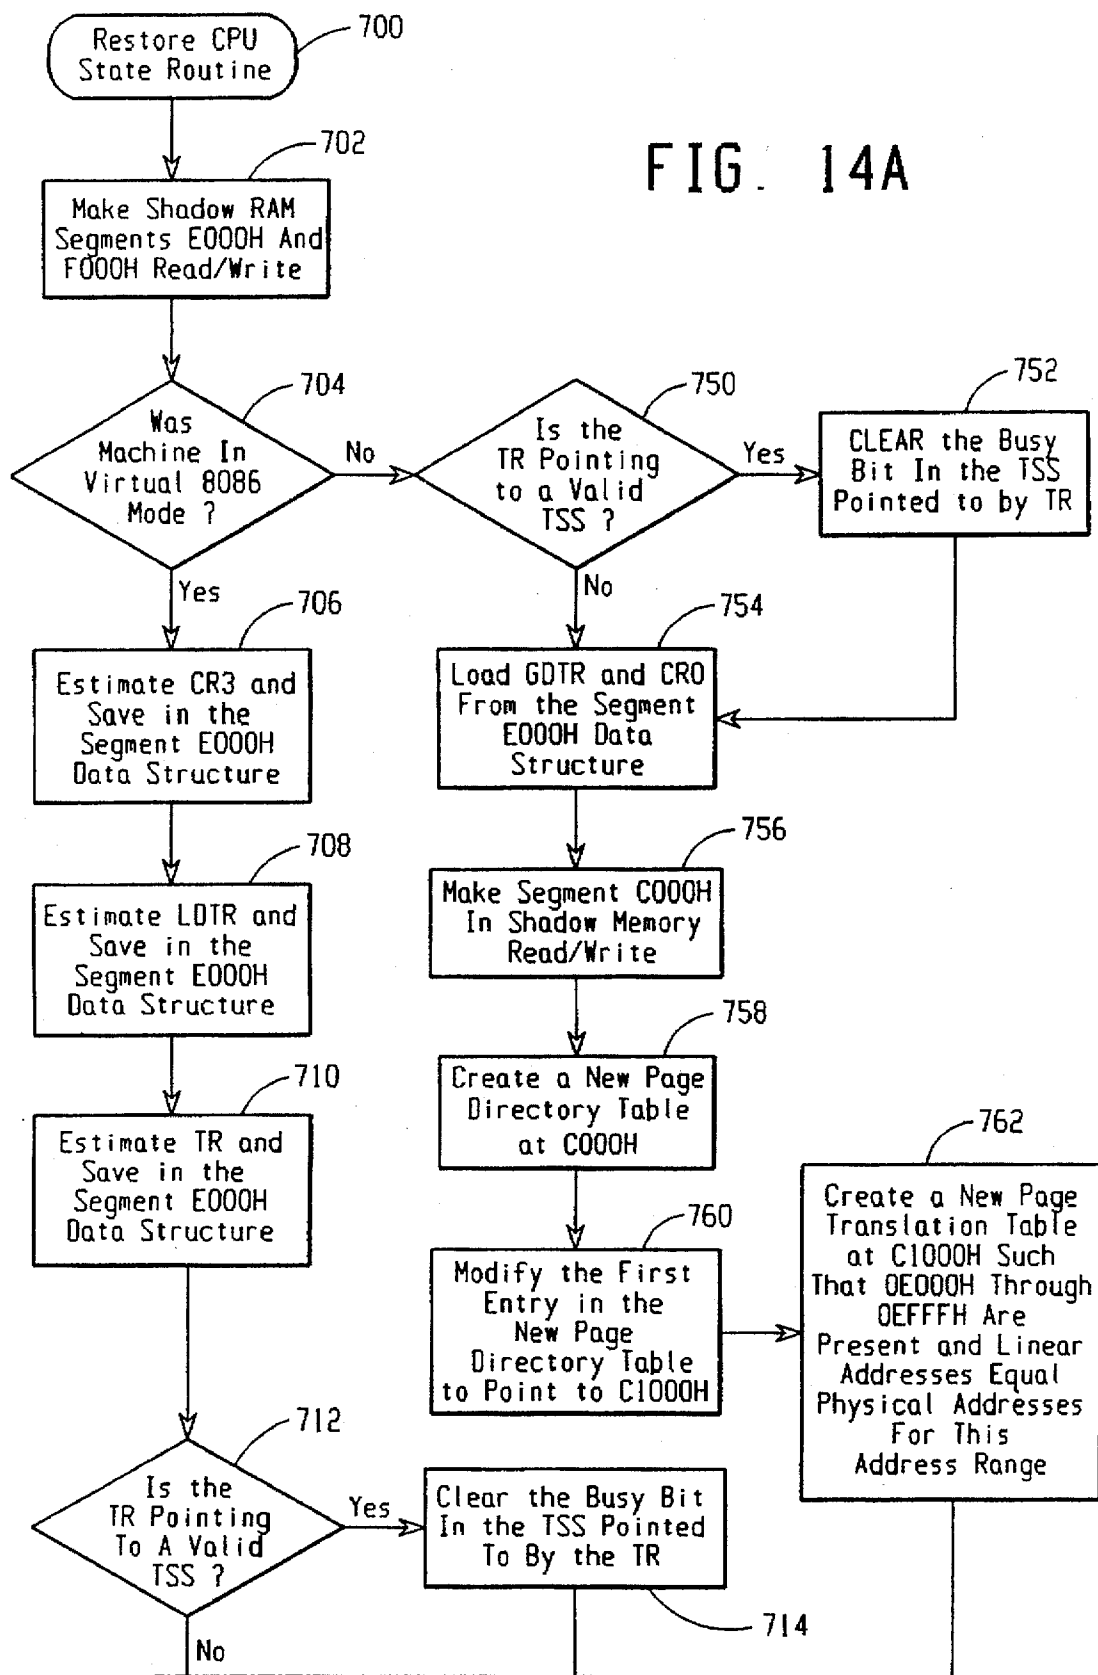 Restore CPU
State Routine
700
FIG. 14A
702
Make Shadow RAM
Segments E000H And
F000H Read/Write
704
Was
Machine In
Virtual 8086
Mode ?
No
Yes
750
Is the
TR Pointing
to a Valid
TSS ?
Yes
No
752
CLEAR the Busy
Bit In the TSS
Pointed to by TR
706
Estimate CR3 and
Save in the
Segment E000H
Data Structure
754
Load GDTR and CR0
From the Segment
E000H Data
Structure
708
Estimate LDTR and
Save in the
Segment E000H
Data Structure
756
Make Segment C000H
In Shadow Memory
Read/Write
710
Estimate TR and
Save in the
Segment E000H
Data Structure
758
Create a New Page
Directory Table
at C000H
760
Modify the First
Entry in the
New Page
Directory Table
to Point to C1000H
762
Create a New Page
Translation Table
at C1000H Such
That 0E000H Through
0EFFFH Are
Present and Linear
Addresses Equal
Physical Addresses
For This
Address Range
712
Is the
TR Pointing
To A Valid
TSS ?
Yes
No
Clear the Busy Bit
In the TSS Pointed
To By the TR
714